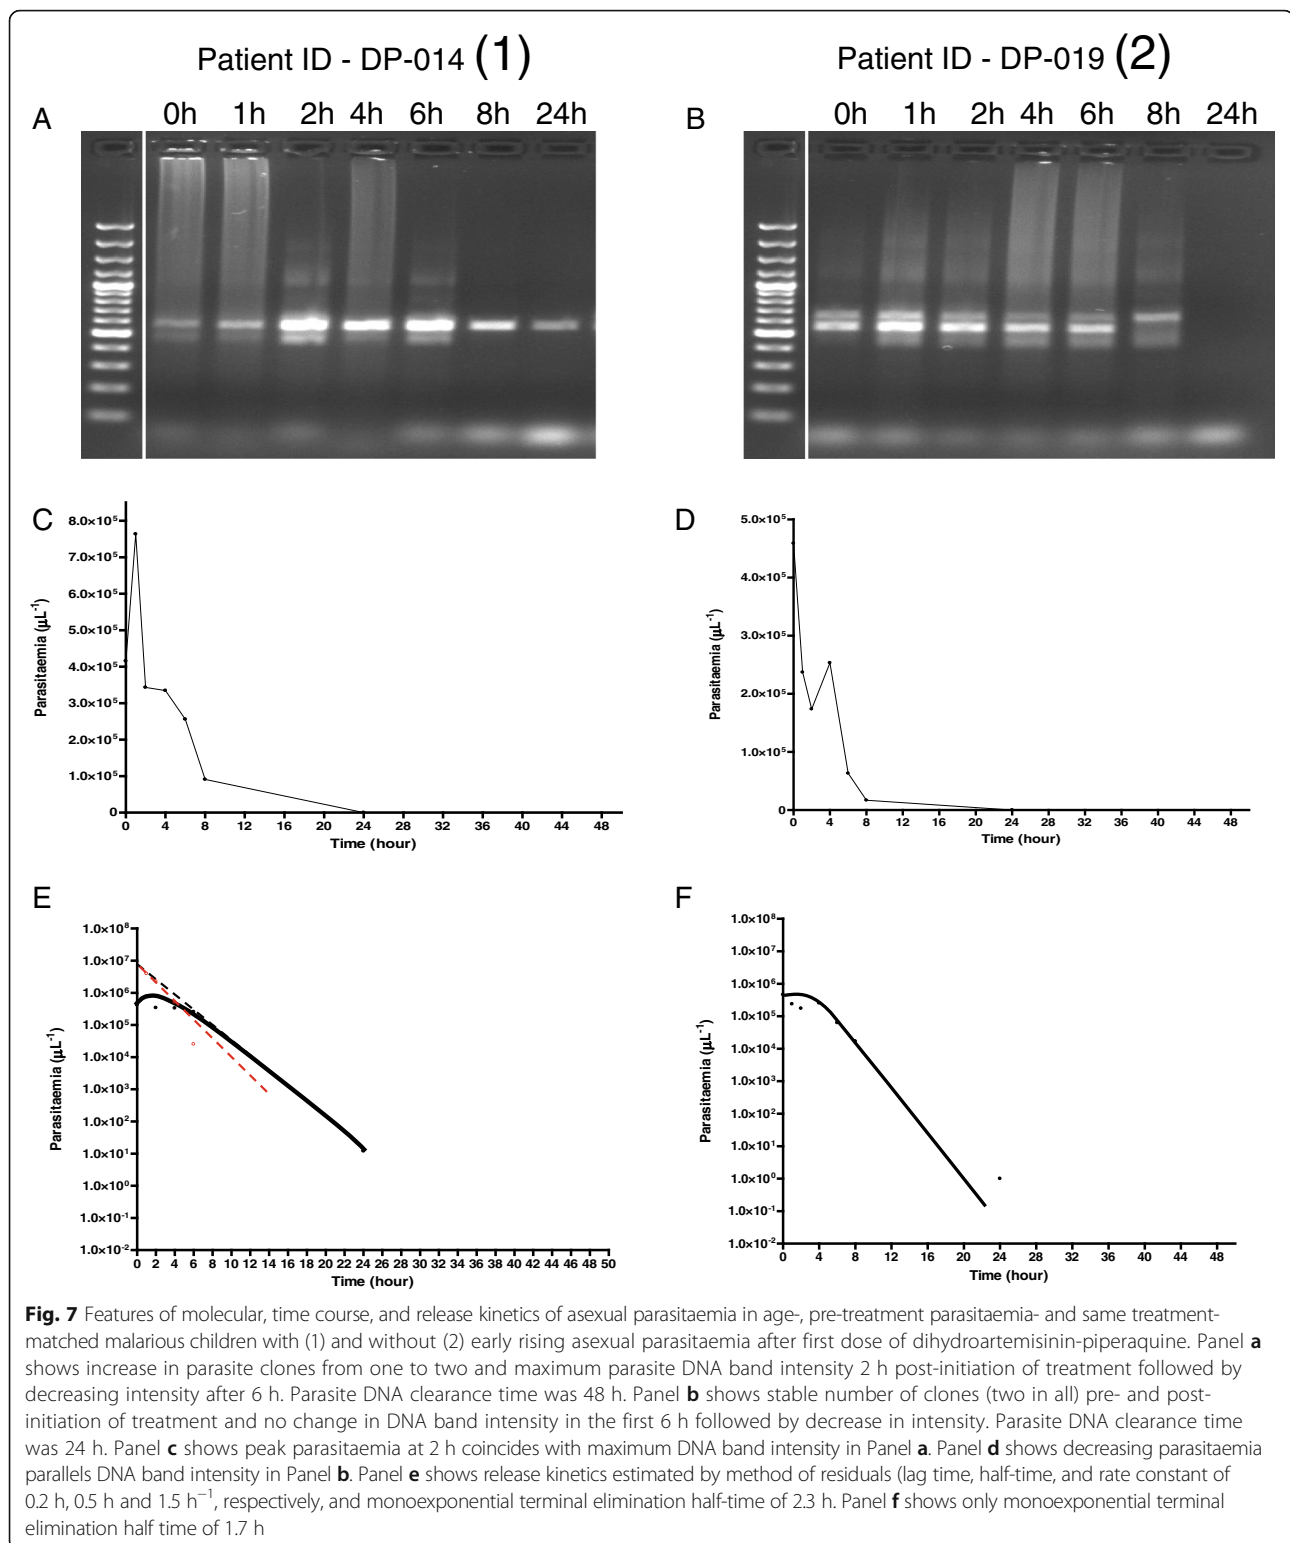 Patient ID - DP-014 (1)
Patient ID - DP-019 (2)
A
0h 1h 2h 4h 6h 8h 24h
B
0h 1h 2h 4h 6h 8h 24h
C
8.0×10⁵
7.0×10⁵
6.0×10⁵
5.0×10⁵
4.0×10⁵
3.0×10⁵
2.0×10⁵
1.0×10⁵
0
Parasitaemia (µL⁻¹)
0 4 8 12 16 20 24 28 32 36 40 44 48
Time (hour)
D
5.0×10⁵
4.0×10⁵
3.0×10⁵
2.0×10⁵
1.0×10⁵
0
Parasitaemia (µL⁻¹)
0 4 8 12 16 20 24 28 32 36 40 44 48
Time (hour)
E
1.0×10⁸
1.0×10⁷
1.0×10⁶
1.0×10⁵
1.0×10⁴
1.0×10³
1.0×10²
1.0×10¹
1.0×10⁰
1.0×10⁻¹
1.0×10⁻²
Parasitaemia (µL⁻¹)
0 2 4 6 8 10 12 14 16 18 20 22 24 26 28 30 32 34 36 38 40 42 44 46 48 50
Time (hour)
F
1.0×10⁸
1.0×10⁷
1.0×10⁶
1.0×10⁵
1.0×10⁴
1.0×10³
1.0×10²
1.0×10¹
1.0×10⁰
1.0×10⁻¹
1.0×10⁻²
Parasitaemia (µL⁻¹)
0 4 8 12 16 20 24 28 32 36 40 44 48
Time (hour)
Fig. 7 Features of molecular, time course, and release kinetics of asexual parasitaemia in age-, pre-treatment parasitaemia- and same treatment-
matched malarious children with (1) and without (2) early rising asexual parasitaemia after first dose of dihydroartemisinin-piperaquine. Panel a
shows increase in parasite clones from one to two and maximum parasite DNA band intensity 2 h post-initiation of treatment followed by
decreasing intensity after 6 h. Parasite DNA clearance time was 48 h. Panel b shows stable number of clones (two in all) pre- and post-
initiation of treatment and no change in DNA band intensity in the first 6 h followed by decrease in intensity. Parasite DNA clearance time
was 24 h. Panel c shows peak parasitaemia at 2 h coincides with maximum DNA band intensity in Panel a. Panel d shows decreasing parasitaemia
parallels DNA band intensity in Panel b. Panel e shows release kinetics estimated by method of residuals (lag time, half-time, and rate constant of
0.2 h, 0.5 h and 1.5 h⁻¹, respectively, and monoexponential terminal elimination half-time of 2.3 h. Panel f shows only monoexponential terminal
elimination half time of 1.7 h